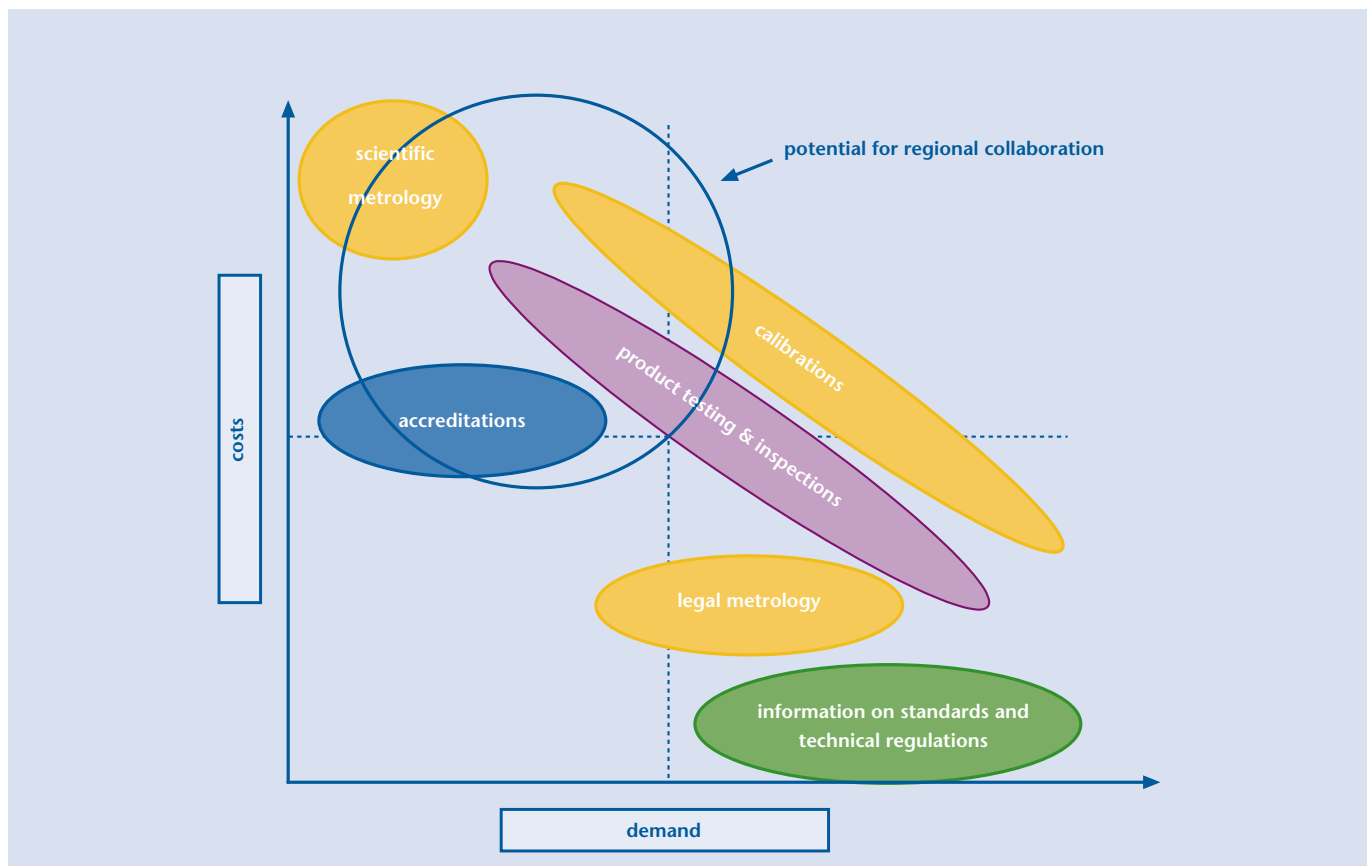 scientific
metrology
potential for regional collaboration
calibrations
product testing & inspections
accreditations
costs
legal metrology
information on standards and
technical regulations
demand